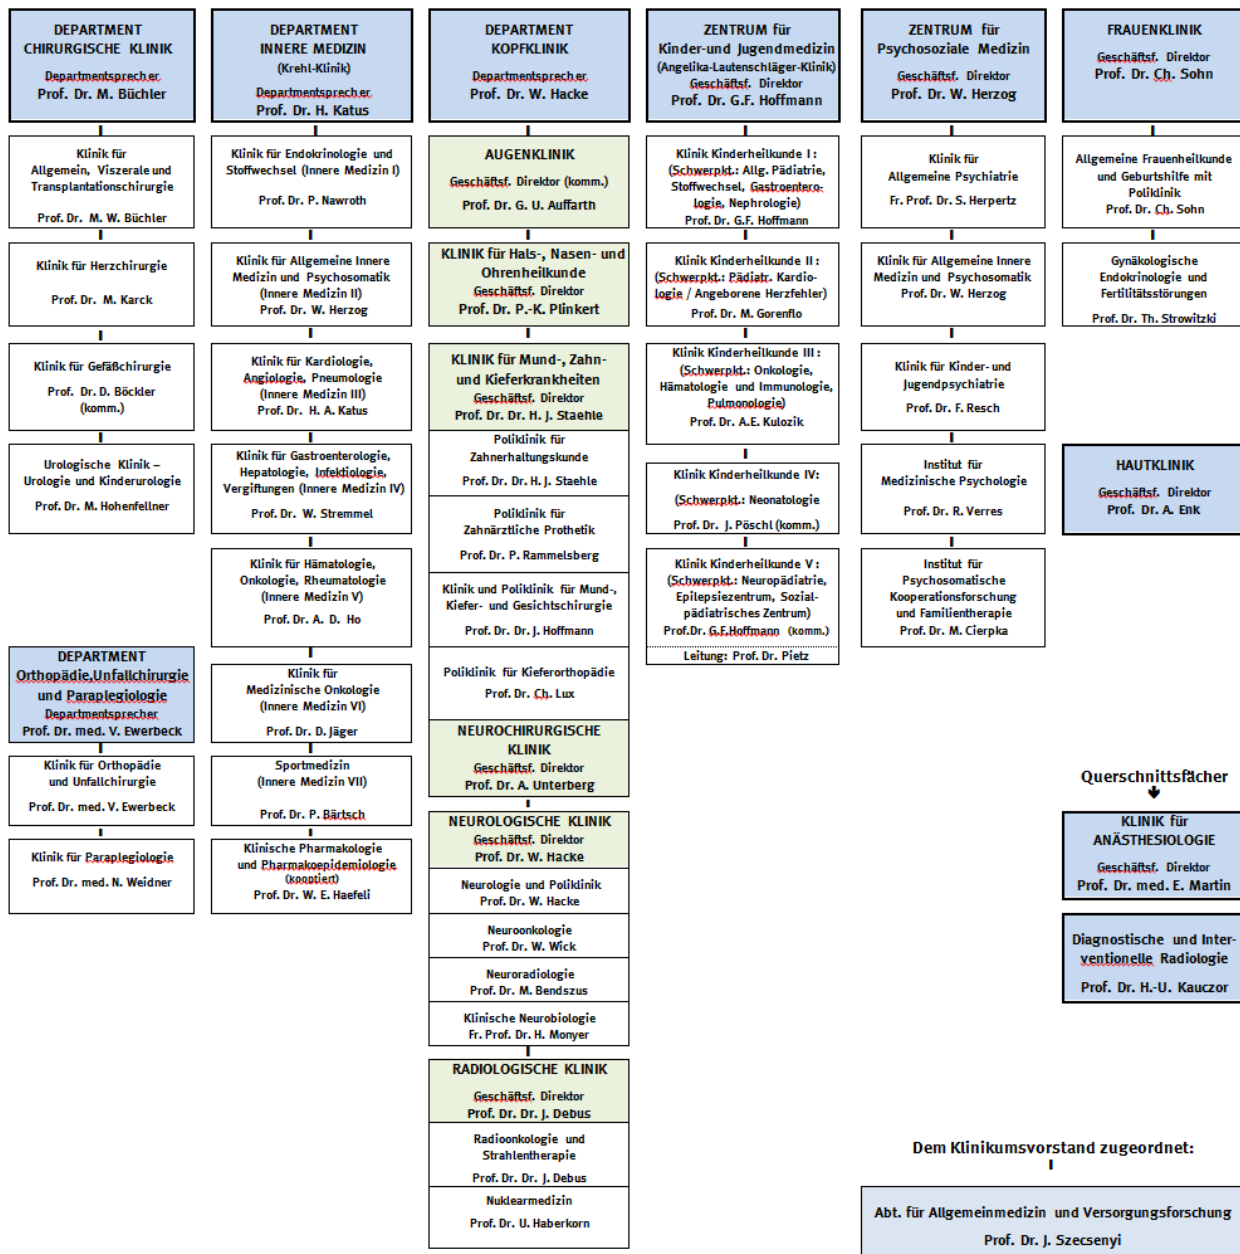 DEPARTMENT
CHIRURGISCHE KLINIK
Departmentsprecher
Prof. Dr. M. Büchler
Klinik für
Allgemein, Viszerale und
Transplantationschirurgie
Prof. Dr. M. W. Büchler
Klinik für Herzchirurgie
Prof. Dr. M. Karck
Klinik für Gefäßchirurgie
Prof. Dr. D. Böckler
(komm.)
Urologische Klinik –
Urologie und Kinderurologie
Prof. Dr. M. Hohenfellner
DEPARTMENT
Orthopädie,Unfallchirurgie
und Paraplegiologie
Departmentsprecher
Prof. Dr. med. V. Ewerbeck
Klinik für Orthopädie
und Unfallchirurgie
Prof. Dr. med. V. Ewerbeck
Klinik für Paraplegiologie
Prof. Dr. med. N. Weidner
DEPARTMENT
INNERE MEDIZIN
(Krehl-Klinik)
Departmentsprecher
Prof. Dr. H. Katus
Klinik für Endokrinologie und
Stoffwechsel (Innere Medizin I)
Prof. Dr. P. Nawroth
Klinik für Allgemeine Innere
Medizin und Psychosomatik
(Innere Medizin II)
Prof. Dr. W. Herzog
Klinik für Kardiologie,
Angiologie, Pneumologie
(Innere Medizin III)
Prof. Dr. H. A. Katus
Klinik für Gastroenterologie,
Hepatologie, Infektiologie,
Vergiftungen (Innere Medizin IV)
Prof. Dr. W. Stremmel
Klinik für Hämatologie,
Onkologie, Rheumatologie
(Innere Medizin V)
Prof. Dr. A. D. Ho
Klinik für
Medizinische Onkologie
(Innere Medizin VI)
Prof. Dr. D. Jäger
Sportmedizin
(Innere Medizin VII)
Prof. Dr. P. Bärtsch
Klinische Pharmakologie
und Pharmakoepidemiologie
(kooptiert)
Prof. Dr. W. E. Haefeli
DEPARTMENT
KOPFKLINIK
Departmentsprecher
Prof. Dr. W. Hacke
AUGENKLINIK
Geschäftsf. Direktor (komm.)
Prof. Dr. G. U. Auffarth
KLINIK für Hals-, Nasen- und
Ohrenheilkunde
Geschäftsf. Direktor
Prof. Dr. P.-K. Plinkert
KLINIK für Mund-, Zahn-
und Kieferkrankheiten
Geschäftsf. Direktor
Prof. Dr. Dr. H. J. Staehle
Poliklinik für
Zahnerhaltungskunde
Prof. Dr. Dr. H. J. Staehle
Poliklinik für
Zahnärztliche Prothetik
Prof. Dr. P. Rammelsberg
Klinik und Poliklinik für Mund-,
Kiefer- und Gesichtschirurgie
Prof. Dr. Dr. J. Hoffmann
Poliklinik für Kieferorthopädie
Prof. Dr. Ch. Lux
NEUROCHIRURGISCHE
KLINIK
Geschäftsf. Direktor
Prof. Dr. A. Unterberg
NEUROLOGISCHE KLINIK
Geschäftsf. Direktor
Prof. Dr. W. Hacke
Neurologie und Poliklinik
Prof. Dr. W. Hacke
Neuroonkologie
Prof. Dr. W. Wick
Neuroradiologie
Prof. Dr. M. Bendszus
Klinische Neurobiologie
Fr. Prof. Dr. H. Monyer
RADIOLOGISCHE KLINIK
Geschäftsf. Direktor
Prof. Dr. Dr. J. Debus
Radioonkologie und
Strahlentherapie
Prof. Dr. Dr. J. Debus
Nuklearmedizin
Prof. Dr. U. Haberkorn
ZENTRUM für
Kinder-und Jugendmedizin
(Angelika-Lautenschläger-Klinik)
Geschäftsf. Direktor
Prof. Dr. G.F. Hoffmann
Klinik Kinderheilkunde I :
(Schwerpkt.: Allg. Pädiatrie,
Stoffwechsel, Gastroentero-
logie, Nephrologie)
Prof. Dr. G.F. Hoffmann
Klinik Kinderheilkunde II :
(Schwerpkt.: Pädiatr. Kardio-
logie / Angeborene Herzfehler)
Prof. Dr. M. Gorenflo
Klinik Kinderheilkunde III :
(Schwerpkt.: Onkologie,
Hämatologie und Immunologie,
Pulmonologie)
Prof. Dr. A.E. Kulozik
Klinik Kinderheilkunde IV:
(Schwerpkt.: Neonatologie
Prof. Dr. J. Pöschl (komm.)
Klinik Kinderheilkunde V :
(Schwerpkt.: Neuropädiatrie,
Epilepsiezentrum, Sozial-
pädiatrisches Zentrum)
Prof.Dr. G.F.Hoffmann (komm.)
Leitung: Prof. Dr. Pietz
ZENTRUM für
Psychosoziale Medizin
Geschäftsf. Direktor
Prof. Dr. W. Herzog
Klinik für
Allgemeine Psychiatrie
Fr. Prof. Dr. S. Herpertz
Klinik für Allgemeine Innere
Medizin und Psychosomatik
Prof. Dr. W. Herzog
Klinik für Kinder- und
Jugendpsychiatrie
Prof. Dr. F. Resch
Institut für
Medizinische Psychologie
Prof. Dr. R. Verres
Institut für
Psychosomatische
Kooperationsforschung
und Familientherapie
Prof. Dr. M. Cierpka
FRAUENKLINIK
Geschäftsf. Direktor
Prof. Dr. Ch. Sohn
Allgemeine Frauenheilkunde
und Geburtshilfe mit
Poliklinik
Prof. Dr. Ch. Sohn
Gynäkologische
Endokrinologie und
Fertilitätsstörungen
Prof. Dr. Th. Strowitzki
HAUTKLINIK
Geschäftsf. Direktor
Prof. Dr. A. Enk
Querschnittsfächer
KLINIK für
ANÄSTHESIOLOGIE
Geschäftsf. Direktor
Prof. Dr. med. E. Martin
Diagnostische und Inter-
ventionelle Radiologie
Prof. Dr. H.-U. Kauczor
Dem Klinikumsvorstand zugeordnet:
Abt. für Allgemeinmedizin und Versorgungsforschung
Prof. Dr. J. Szecsenyi